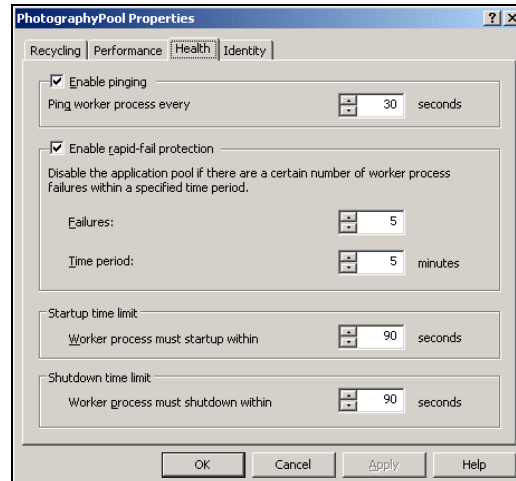 PhotographyPool Properties
Recycling Performance Health Identity
Enable pinging
Ping worker process every 30 seconds
Enable rapid-fail protection
Disable the application pool if there are a certain number of worker process
failures within a specified time period.
Failures: 5
Time period: 5 minutes
Startup time limit
Worker process must startup within 90 seconds
Shutdown time limit
Worker process must shutdown within 90 seconds
OK Cancel Apply Help